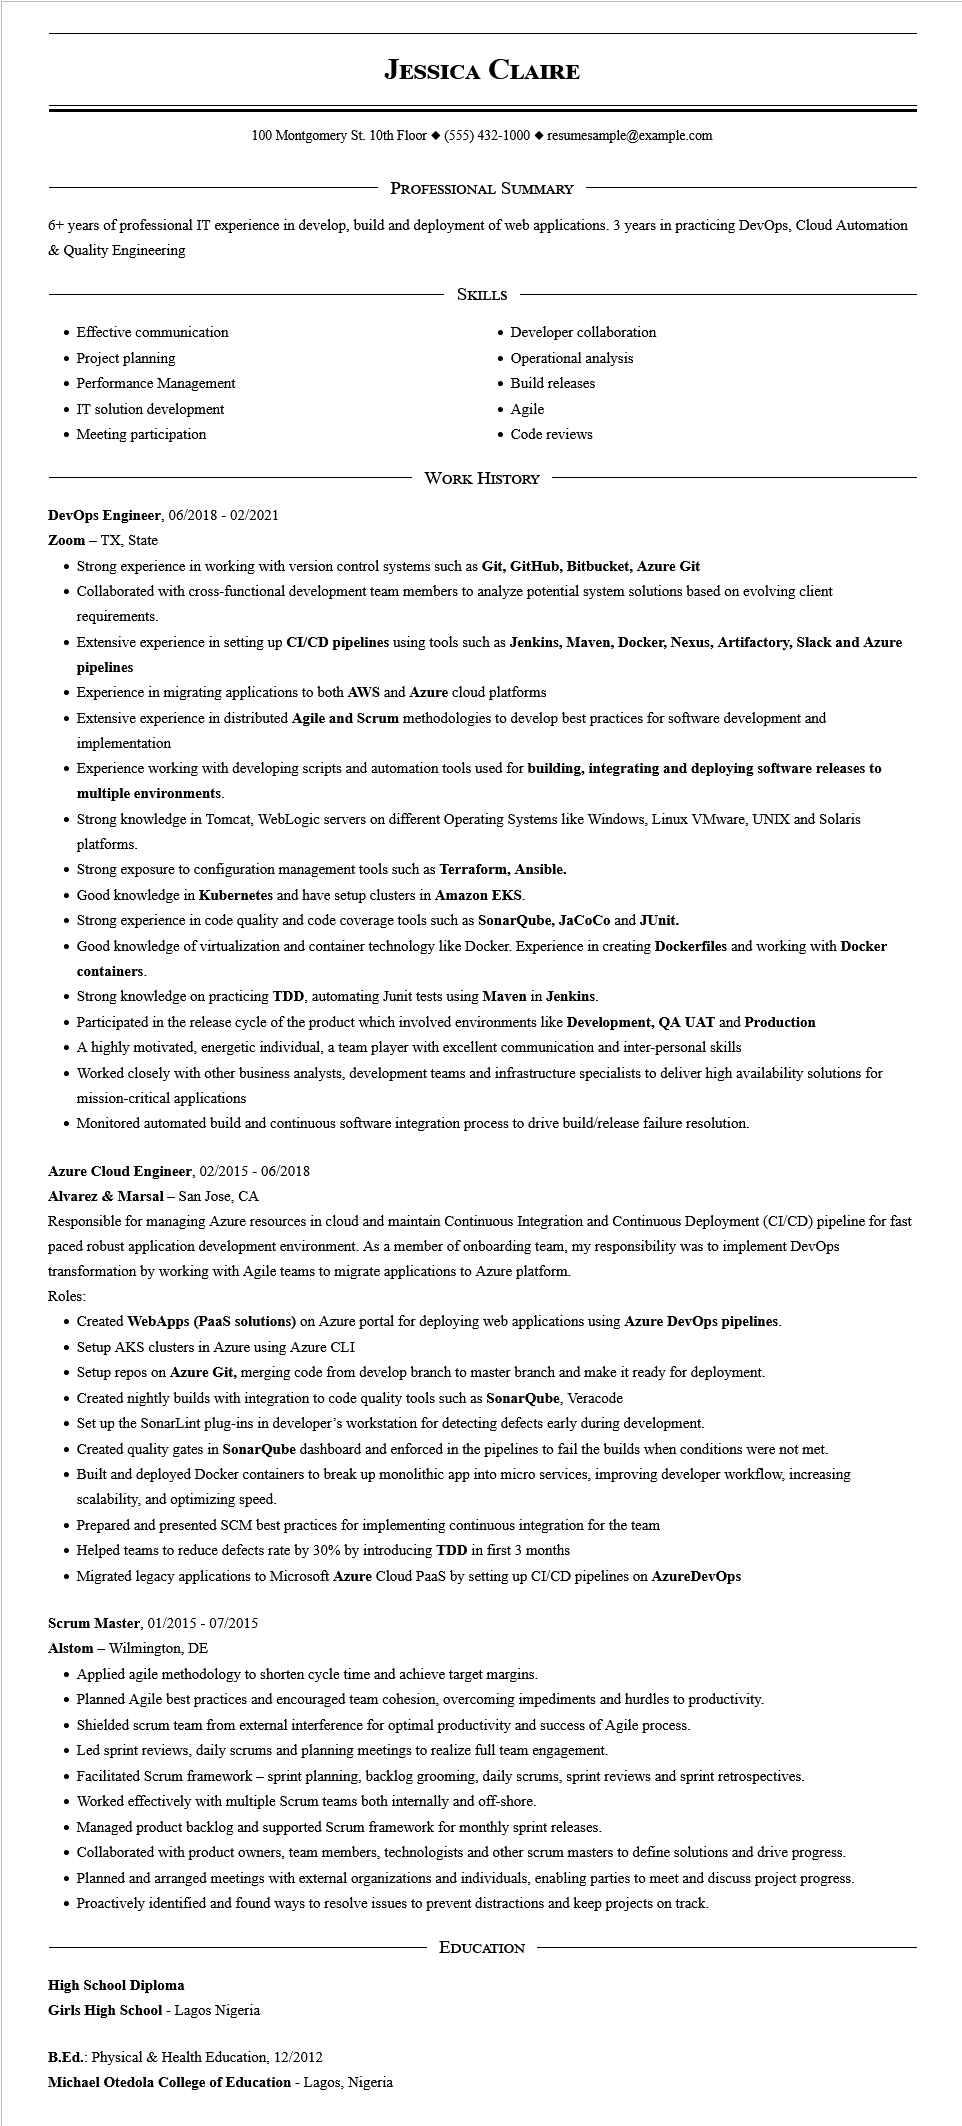 Jessica Claire
100 Montgomery St. 10th Floor ◆ (555) 432-1000 ◆ resumesample@example.com
Professional Summary
6+ years of professional IT experience in develop, build and deployment of web applications. 3 years in practicing DevOps, Cloud Automation
& Quality Engineering
Skills
• Effective communication
• Project planning
• Performance Management
• IT solution development
• Meeting participation
• Developer collaboration
• Operational analysis
• Build releases
• Agile
• Code reviews
Work History
DevOps Engineer, 06/2018 - 02/2021
Zoom – TX, State
• Strong experience in working with version control systems such as Git, GitHub, Bitbucket, Azure Git
• Collaborated with cross-functional development team members to analyze potential system solutions based on evolving client
requirements.
• Extensive experience in setting up CI/CD pipelines using tools such as Jenkins, Maven, Docker, Nexus, Artifactory, Slack and Azure
pipelines
• Experience in migrating applications to both AWS and Azure cloud platforms
• Extensive experience in distributed Agile and Scrum methodologies to develop best practices for software development and
implementation
• Experience working with developing scripts and automation tools used for building, integrating and deploying software releases to
multiple environments.
• Strong knowledge in Tomcat, WebLogic servers on different Operating Systems like Windows, Linux VMware, UNIX and Solaris
platforms.
• Strong exposure to configuration management tools such as Terraform, Ansible.
• Good knowledge in Kubernetes and have setup clusters in Amazon EKS.
• Strong experience in code quality and code coverage tools such as SonarQube, JaCoCo and JUnit.
• Good knowledge of virtualization and container technology like Docker. Experience in creating Dockerfiles and working with Docker
containers.
• Strong knowledge on practicing TDD, automating Junit tests using Maven in Jenkins.
• Participated in the release cycle of the product which involved environments like Development, QA UAT and Production
• A highly motivated, energetic individual, a team player with excellent communication and inter-personal skills
• Worked closely with other business analysts, development teams and infrastructure specialists to deliver high availability solutions for
mission-critical applications
• Monitored automated build and continuous software integration process to drive build/release failure resolution.
Azure Cloud Engineer, 02/2015 - 06/2018
Alvarez & Marsal – San Jose, CA
Responsible for managing Azure resources in cloud and maintain Continuous Integration and Continuous Deployment (CI/CD) pipeline for fast
paced robust application development environment. As a member of onboarding team, my responsibility was to implement DevOps
transformation by working with Agile teams to migrate applications to Azure platform.
Roles:
• Created WebApps (PaaS solutions) on Azure portal for deploying web applications using Azure DevOps pipelines.
• Setup AKS clusters in Azure using Azure CLI
• Setup repos on Azure Git, merging code from develop branch to master branch and make it ready for deployment.
• Created nightly builds with integration to code quality tools such as SonarQube, Veracode
• Set up the SonarLint plug-ins in developer’s workstation for detecting defects early during development.
• Created quality gates in SonarQube dashboard and enforced in the pipelines to fail the builds when conditions were not met.
• Built and deployed Docker containers to break up monolithic app into micro services, improving developer workflow, increasing
scalability, and optimizing speed.
• Prepared and presented SCM best practices for implementing continuous integration for the team
• Helped teams to reduce defects rate by 30% by introducing TDD in first 3 months
• Migrated legacy applications to Microsoft Azure Cloud PaaS by setting up CI/CD pipelines on AzureDevOps
Scrum Master, 01/2015 - 07/2015
Alstom – Wilmington, DE
• Applied agile methodology to shorten cycle time and achieve target margins.
• Planned Agile best practices and encouraged team cohesion, overcoming impediments and hurdles to productivity.
• Shielded scrum team from external interference for optimal productivity and success of Agile process.
• Led sprint reviews, daily scrums and planning meetings to realize full team engagement.
• Facilitated Scrum framework – sprint planning, backlog grooming, daily scrums, sprint reviews and sprint retrospectives.
• Worked effectively with multiple Scrum teams both internally and off-shore.
• Managed product backlog and supported Scrum framework for monthly sprint releases.
• Collaborated with product owners, team members, technologists and other scrum masters to define solutions and drive progress.
• Planned and arranged meetings with external organizations and individuals, enabling parties to meet and discuss project progress.
• Proactively identified and found ways to resolve issues to prevent distractions and keep projects on track.
Education
High School Diploma
Girls High School - Lagos Nigeria
B.Ed.: Physical & Health Education, 12/2012
Michael Otedola College of Education - Lagos, Nigeria